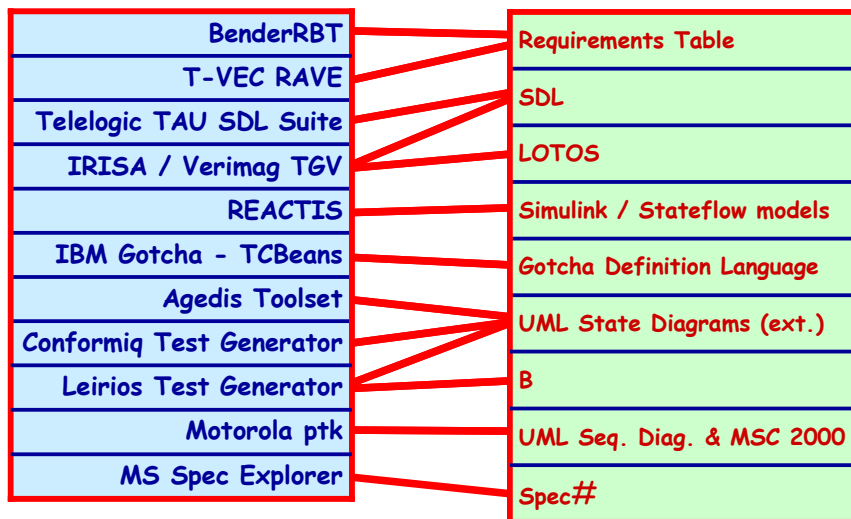 BenderRBT
T-VEC RAVE
Telelogic TAU SDL Suite
IRISA / Verimag TGV
REACTIS
IBM Gotcha - TCBeans
Agedis Toolset
Conformiq Test Generator
Leirios Test Generator
Motorola ptk
MS Spec Explorer
Requirements Table
SDL
LOTOS
Simulink / Stateflow models
Gotcha Definition Language
UML State Diagrams (ext.)
B
UML Seq. Diag. & MSC 2000
Spec#